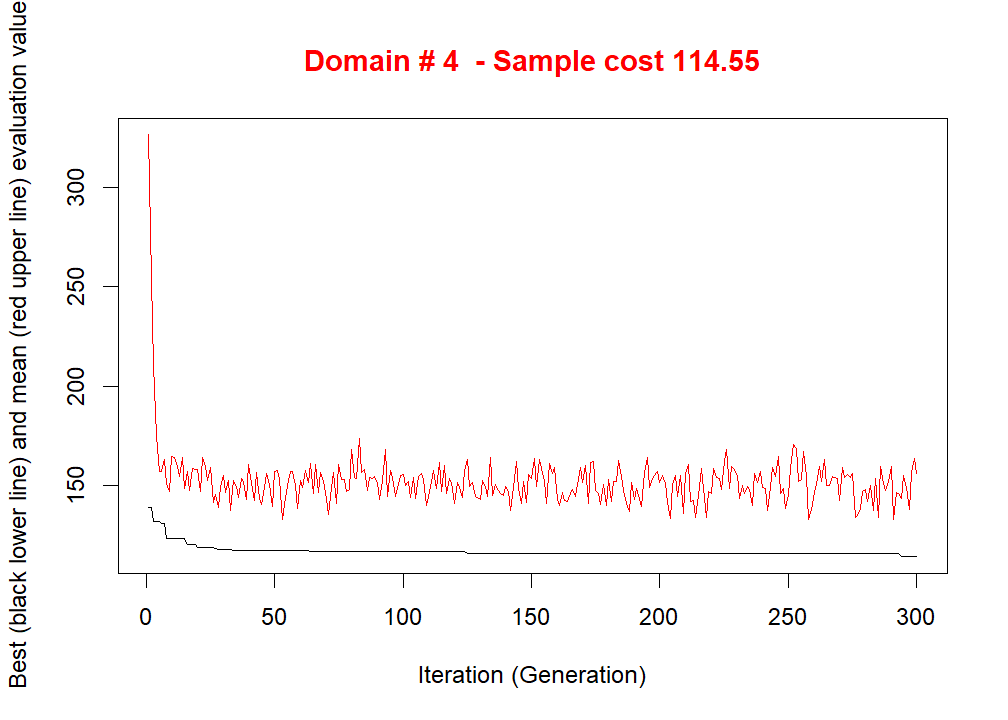 Domain # 4  - Sample cost 114.55
Best (black lower line) and mean (red upper line) evaluation value
300
250
200
150
0 50 100 150 200 250 300
Iteration (Generation)